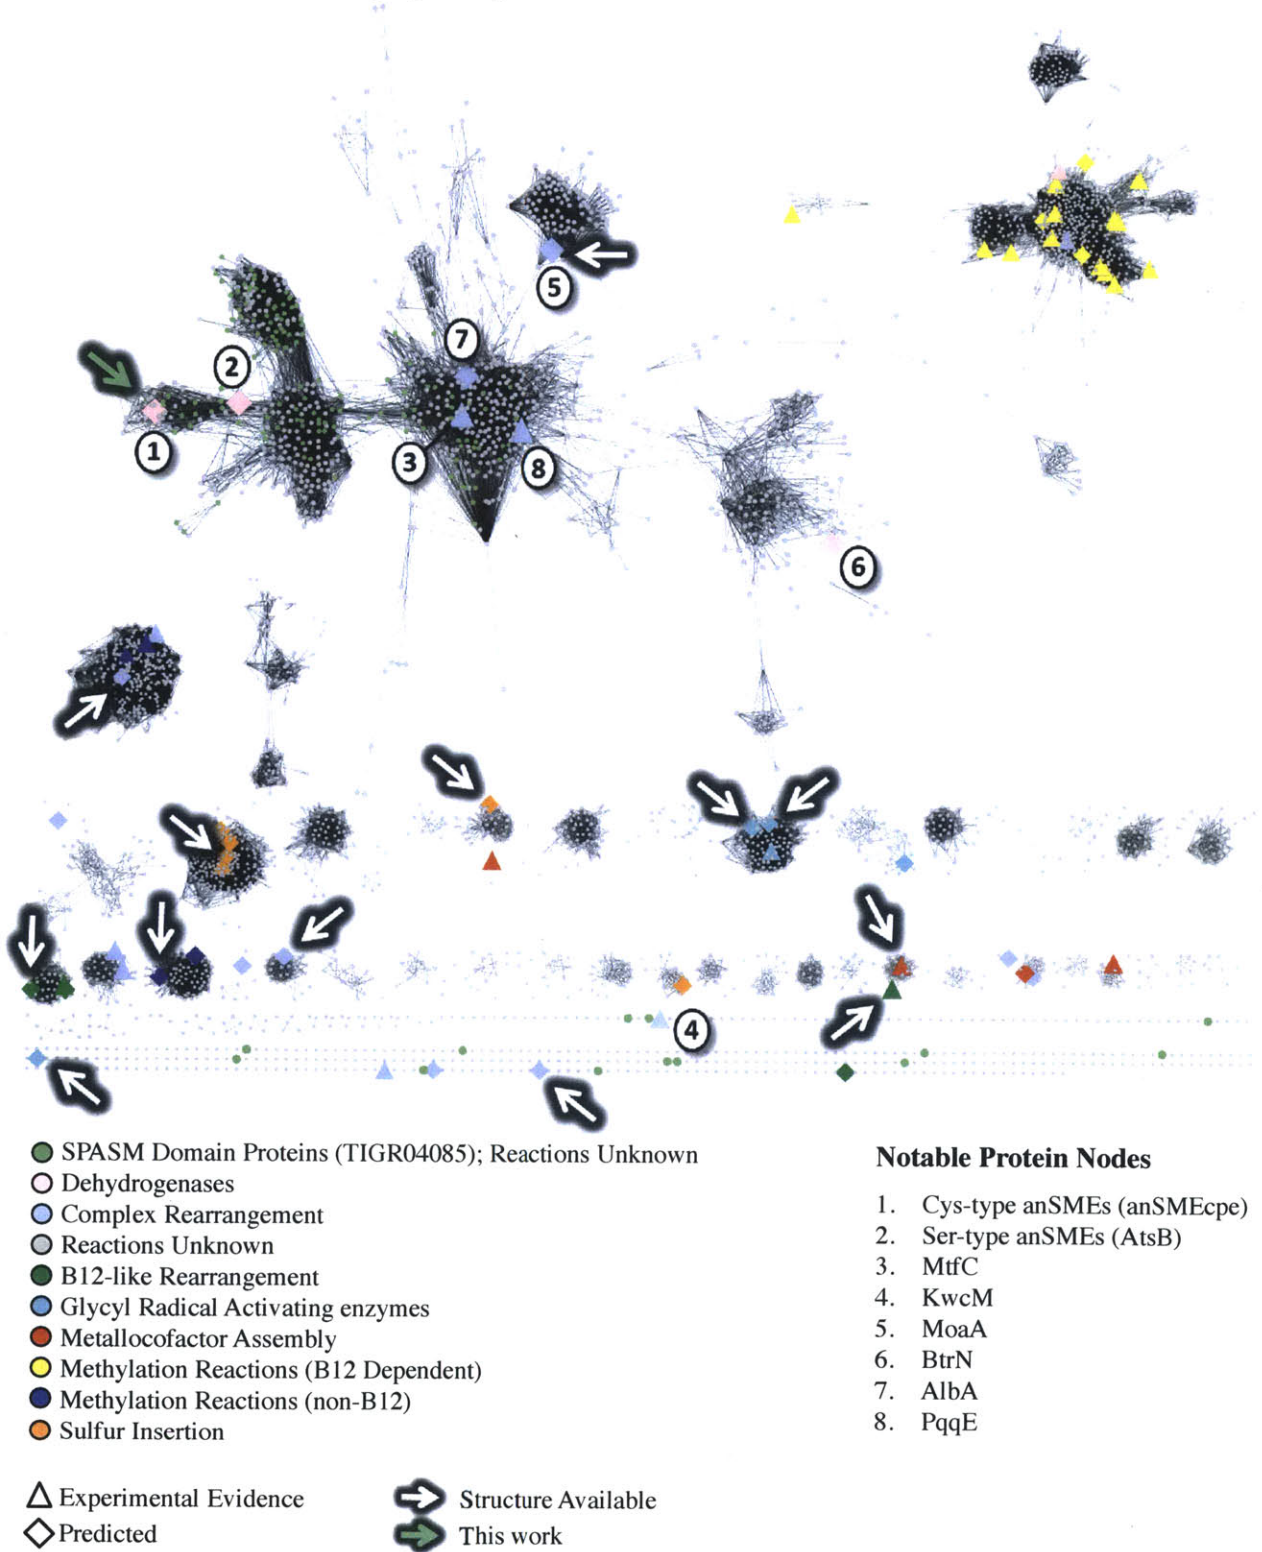 5
7
2
1
3
8
6
4
SPASM Domain Proteins (TIGR04085); Reactions Unknown
Dehydrogenases
Complex Rearrangement
Reactions Unknown
B12-like Rearrangement
Glycyl Radical Activating enzymes
Metallocofactor Assembly
Methylation Reactions (B12 Dependent)
Methylation Reactions (non-B12)
Sulfur Insertion
Experimental Evidence
Predicted
Structure Available
This work
Notable Protein Nodes
1. Cys-type anSMEs (anSMEcpe)
2. Ser-type anSMEs (AtsB)
3. MtfC
4. KwcM
5. MoaA
6. BtrN
7. AlbA
8. PqqE